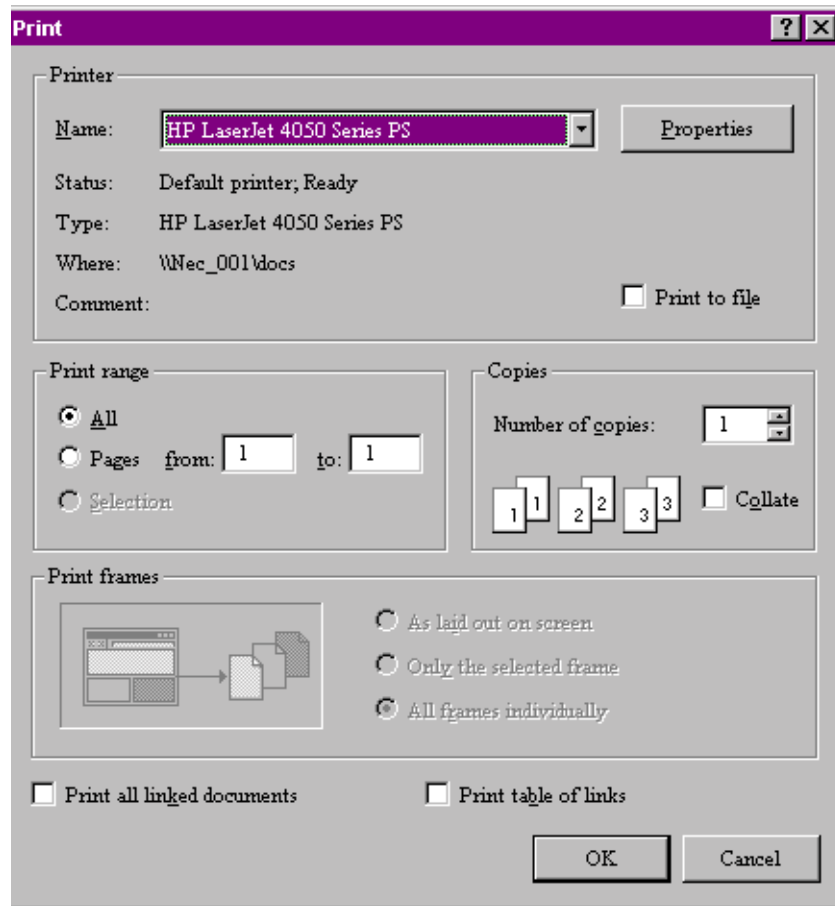 Print
Printer
Name: HP LaserJet 4050 Series PS Properties
Status: Default printer; Ready
Type: HP LaserJet 4050 Series PS
Where: \\Nec_001\docs
Comment: Print to file
Print range
All
Pages from: 1 to: 1
Selection
Copies
Number of copies: 1
1 1 2 2 3 3 Collate
Print frames
As laid out on screen
Only the selected frame
All frames individually
Print all linked documents Print table of links
OK Cancel